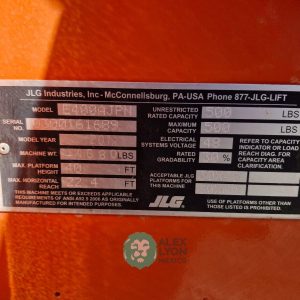 JLG Industries, Inc - McConnellsburg, PA-USA Phone 877-JLG-LIFT
MODEL
UNRESTRICTED RATED CAPACITY 500 LBS
SERIAL NO.
MAXIMUM CAPACITY 500 LBS
MODEL YEAR
ELECTRICAL SYSTEMS VOLTAGE 48
REFER TO CAPACITY INDICATOR OR LOAD REACH DIAG. FOR CAPACITY AREA CLARIFICATION.
MACHINE WT. LBS
RATED GRADABILITY %
MAX. PLATFORM HEIGHT 40 FT
MAX. HORIZONTAL REACH FT
ACCEPTABLE JLG PLATFORMS FOR THIS MACHINE
THIS MACHINE MEETS OR EXCEEDS APPLICABLE REQUIREMENTS OF ANSI A92.5 2006 AS ORIGINALLY MANUFACTURED FOR
JLG
USE OF PLATFORMS OTHER THAN THOSE LISTED IS PROHIBITED.
ALEX LYON MEXICO